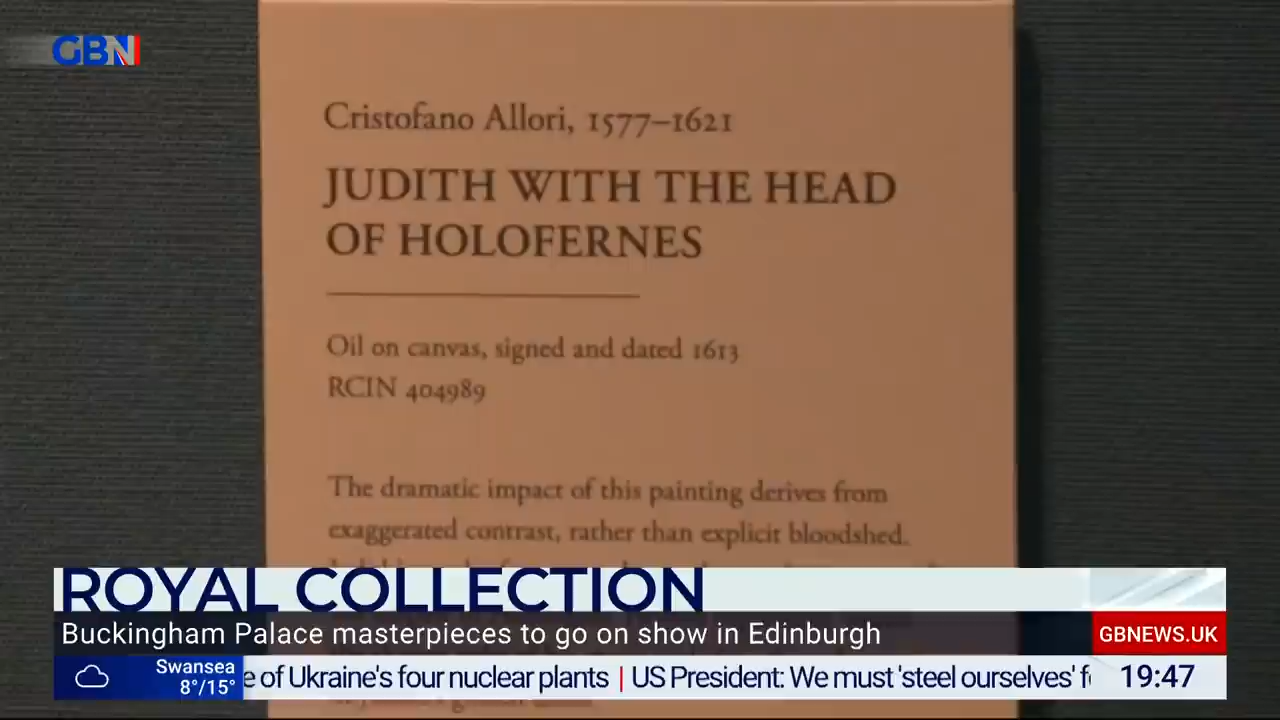 GBN
Cristofano Allori, 1577–1621
JUDITH WITH THE HEAD
OF HOLOFERNES
Oil on canvas, signed and dated 1613
RCIN 404989
The dramatic impact of this painting derives from
exaggerated contrast, rather than explicit bloodshed.
ROYAL COLLECTION
Buckingham Palace masterpieces to go on show in Edinburgh
GBNEWS.UK
Swansea
8°/15°
e of Ukraine's four nuclear plants | US President: We must 'steel ourselves' f
19:47